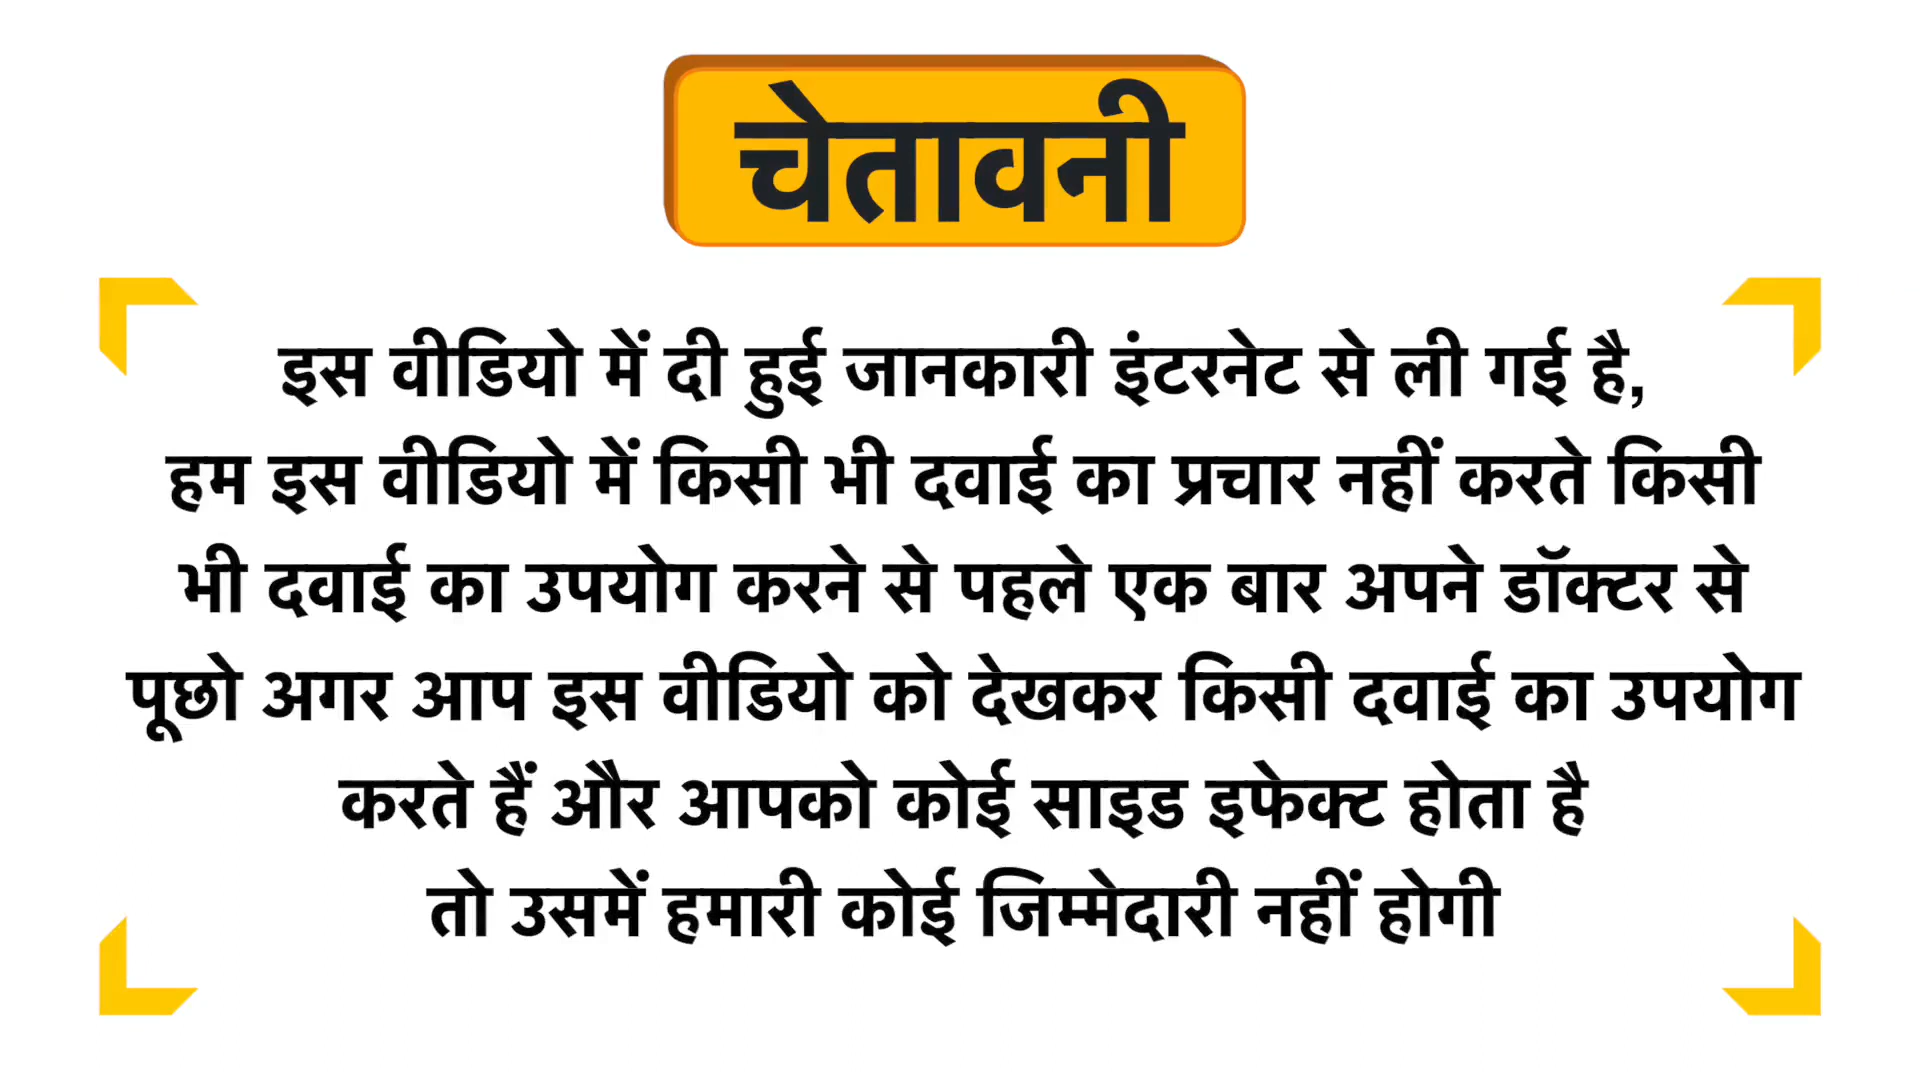 चेतावनी
इस वीडियो में दी हुई जानकारी इंटरनेट से ली गई है,
हम इस वीडियो में किसी भी दवाई का प्रचार नहीं करते किसी
भी दवाई का उपयोग करने से पहले एक बार अपने डॉक्टर से
पूछो अगर आप इस वीडियो को देखकर किसी दवाई का उपयोग
करते हैं और आपको कोई साइड इफेक्ट होता है
तो उसमें हमारी कोई जिम्मेदारी नहीं होगी